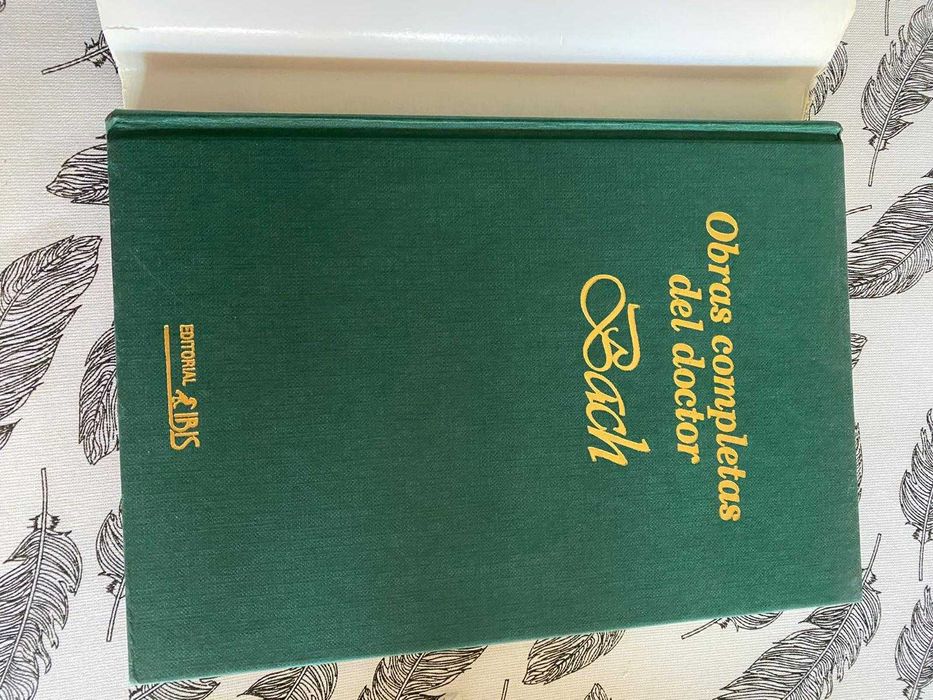 Obras completas
del doctor
Bach
EDITORIAL IBIS